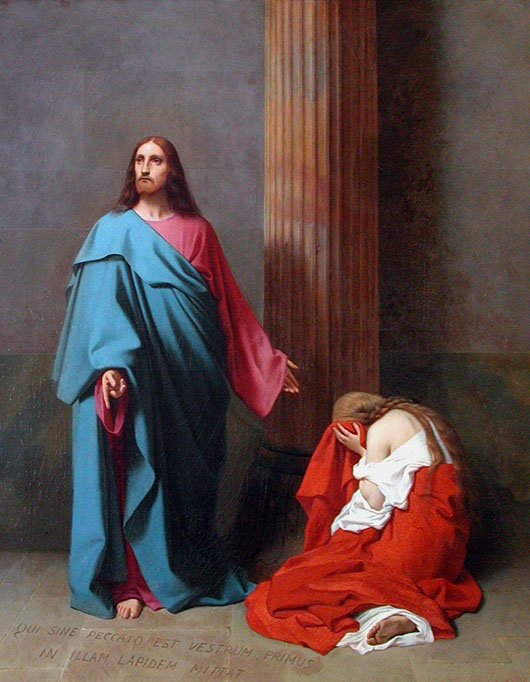 QUI SINE PECCATO EST VESTRUM PRIMUS
IN ILLAM LAPIDEM MITTAT